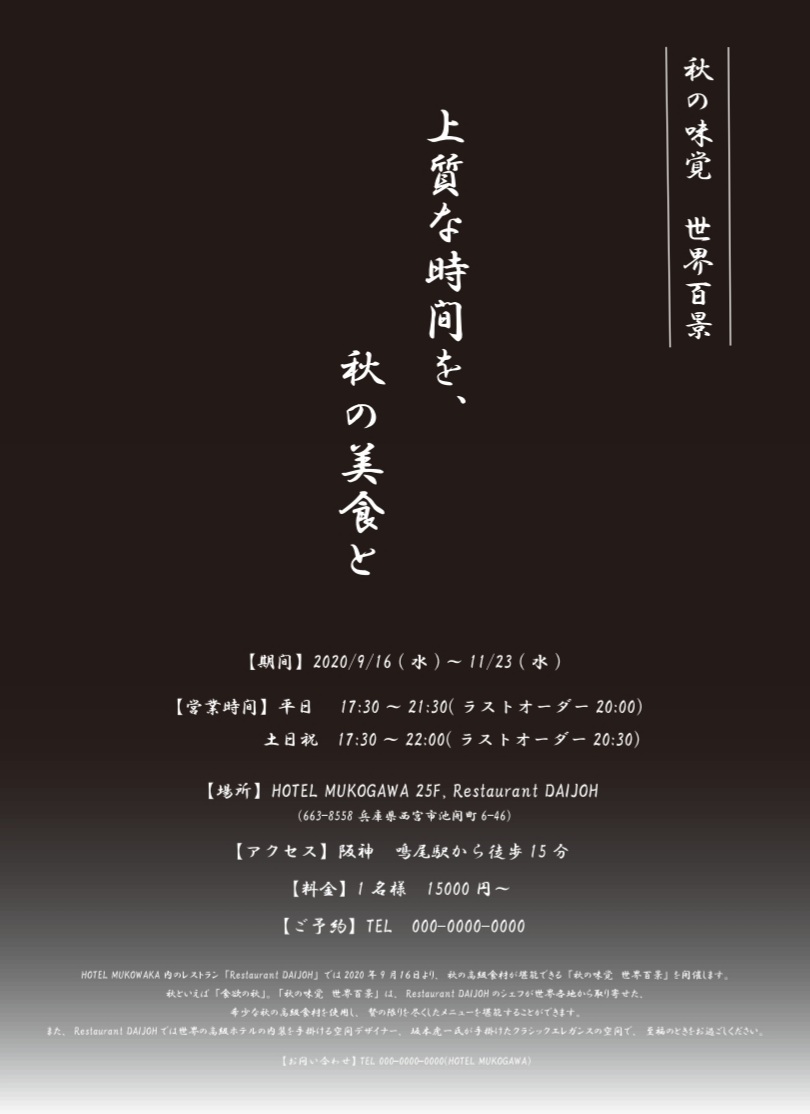 秋の味覚　世界百景
上質な時間を、
秋の美食と
【期間】2020/9/16 ( 水 ) ～ 11/23 ( 水 )
【営業時間】平日　17:30 ～ 21:30( ラストオーダー 20:00)
土日祝　17:30 ～ 22:00( ラストオーダー 20:30)
【場所】HOTEL MUKOGAWA 25F, Restaurant DAIJOH
(663-8558 兵庫県西宮市池開町 6-46)
【アクセス】阪神　鳴尾駅から徒歩 15 分
【料金】1 名様　15000 円～
【ご予約】TEL　000-0000-0000
HOTEL MUKOWAKA 内のレストラン「Restaurant DAIJOH」では 2020 年 9 月16日より、秋の高級食材が堪能できる「秋の味覚　世界百景」を開催します。
秋といえば「食欲の秋」。「秋の味覚　世界百景」は、Restaurant DAIJOH のシェフが世界各地から取り寄せた、
希少な秋の高級食材を使用し、贅の限りを尽くしたメニューを堪能することができます。
また、Restaurant DAIJOH では世界の高級ホテルの内装を手掛ける空間デザイナー、坂本虎一氏が手掛けたクラシックエレガンスの空間で、至福のときをお過ごしください。
【お問い合わせ】TEL 000-0000-0000(HOTEL MUKOGAWA)